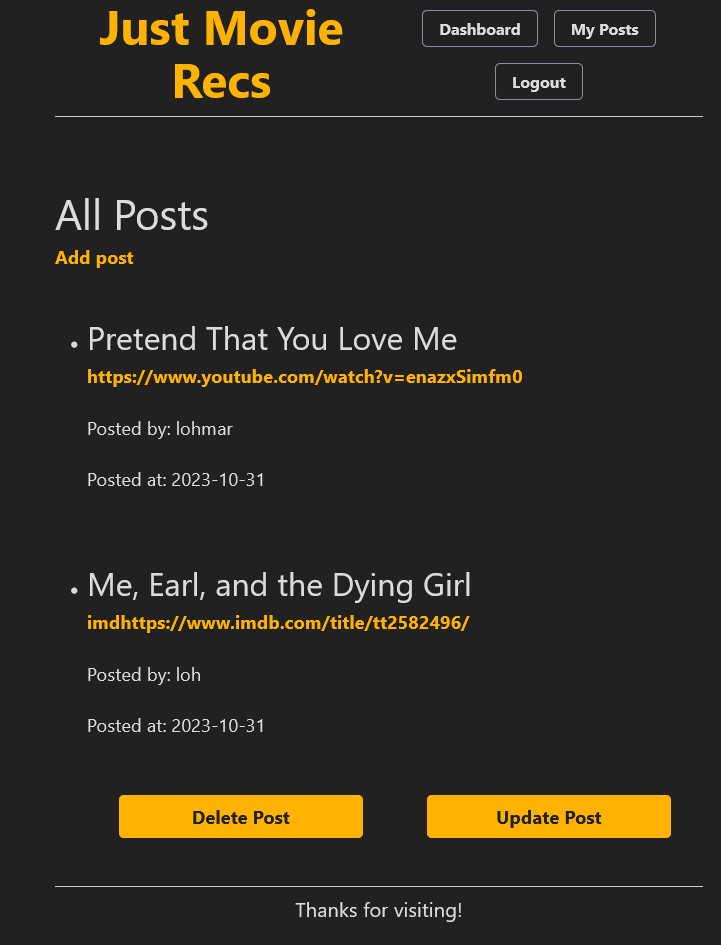 Just Movie
Recs
Dashboard
My Posts
Logout
All Posts
Add post
Pretend That You Love Me
https://www.youtube.com/watch?v=enazxSimfm0
Posted by: lohmar
Posted at: 2023-10-31
Me, Earl, and the Dying Girl
imdhttps://www.imdb.com/title/tt2582496/
Posted by: loh
Posted at: 2023-10-31
Delete Post
Update Post
Thanks for visiting!